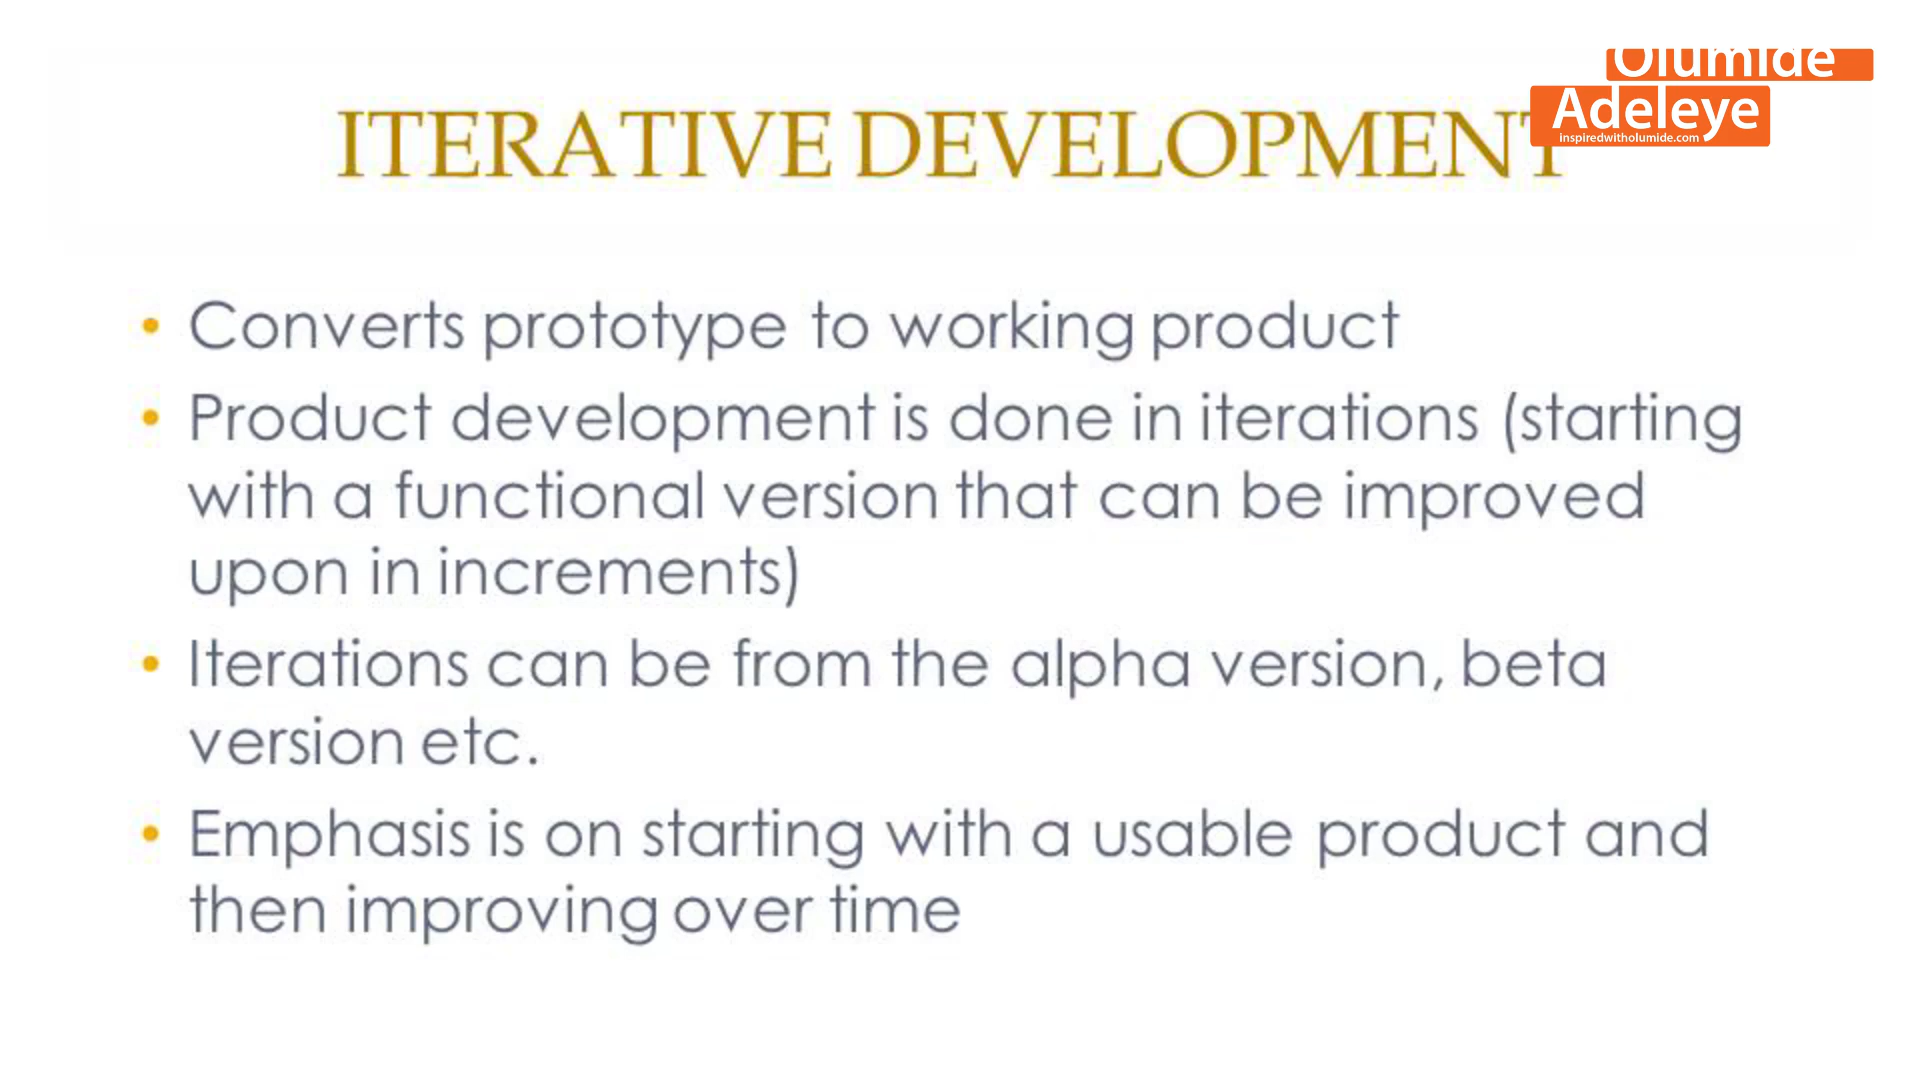 Olumide
Adeleye
inspiredwitholumide.com
ITERATIVE DEVELOPMENT
• Converts prototype to working product
• Product development is done in iterations (starting
with a functional version that can be improved
upon in increments)
• Iterations can be from the alpha version, beta
version etc.
• Emphasis is on starting with a usable product and
then improving over time